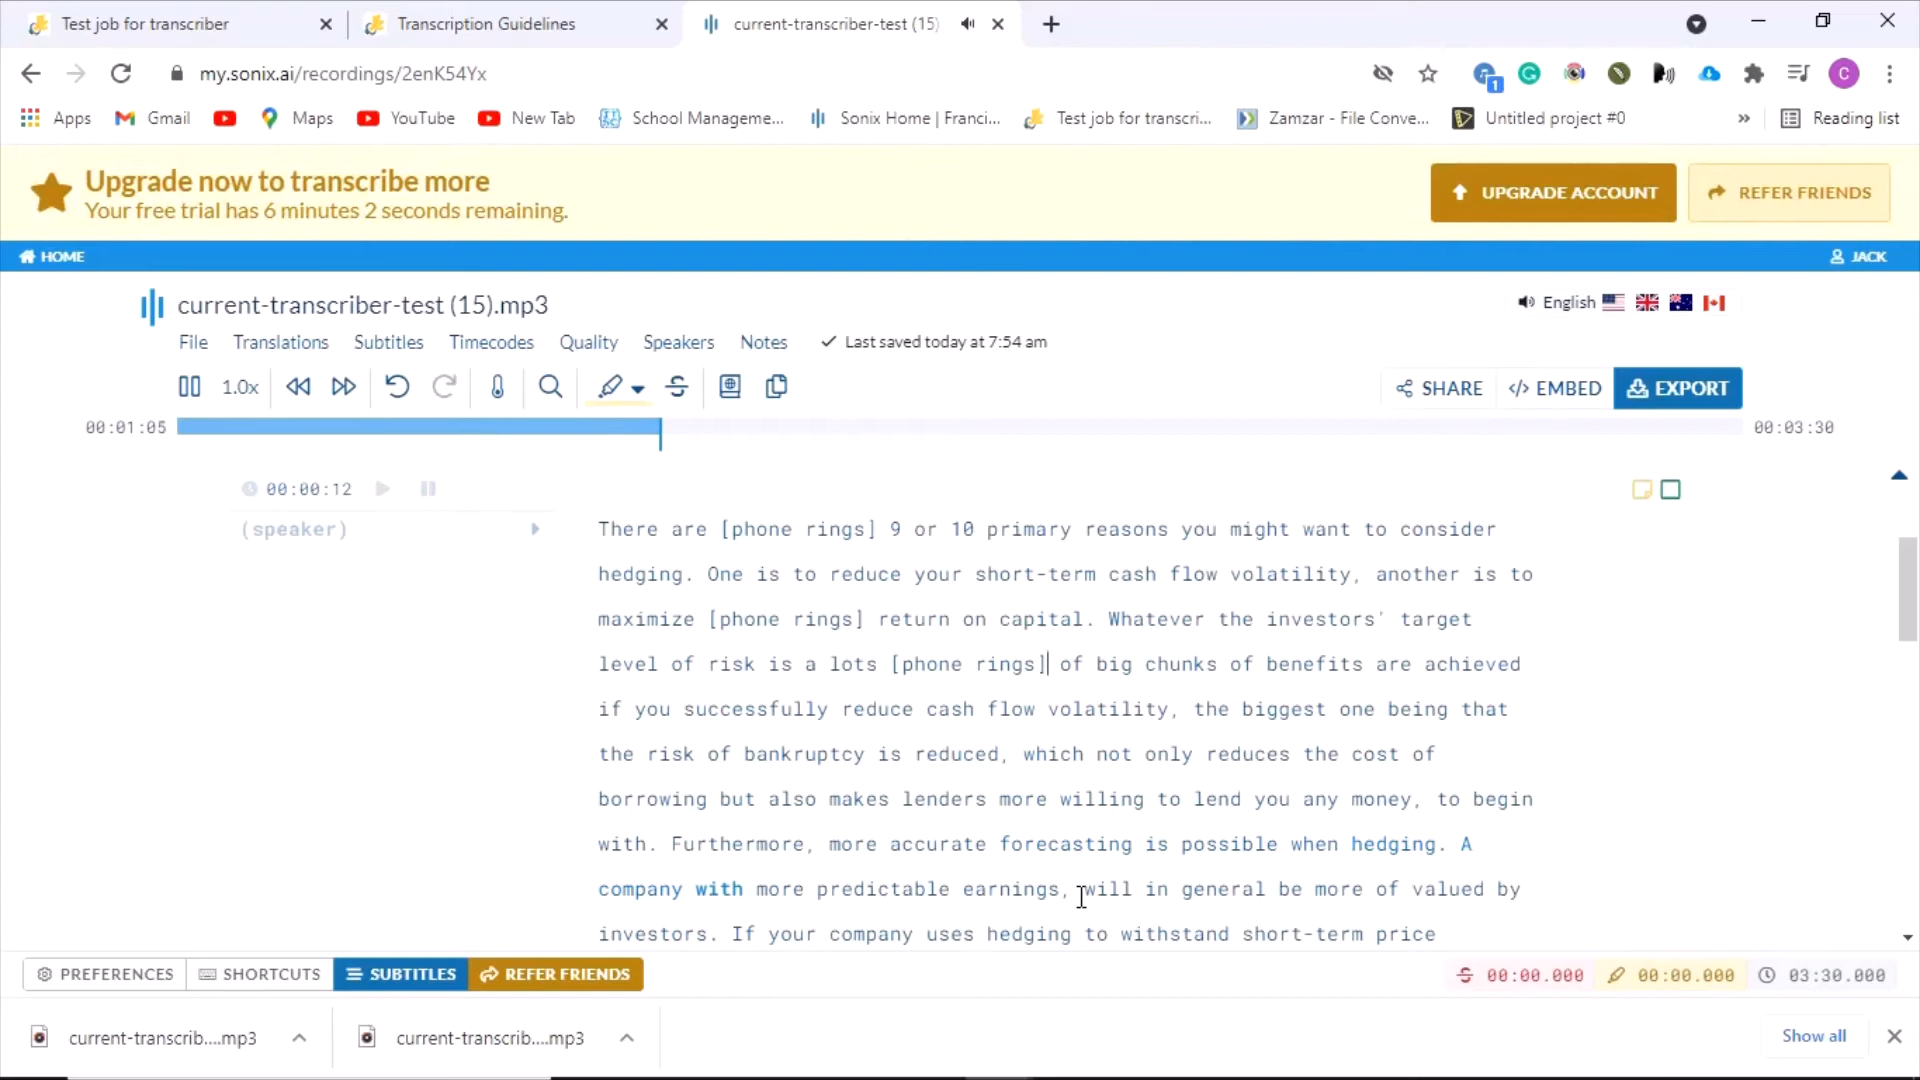 Test job for transcriber
Transcription Guidelines
current-transcriber-test (15)
my.sonix.ai/recordings/2enK54Yx
1
C
Apps
Gmail
Maps
YouTube
New Tab
School Manageme...
Sonix Home | Franci...
Test job for transcri...
Zamzar - File Conve...
Untitled project #0
»
Reading list
Upgrade now to transcribe more
Your free trial has 6 minutes 2 seconds remaining.
UPGRADE ACCOUNT
REFER FRIENDS
HOME
JACK
current-transcriber-test (15).mp3
English
File Translations Subtitles Timecodes Quality Speakers Notes
Last saved today at 7:54 am
1.0x
SHARE
</> EMBED
EXPORT
00:01:05
00:03:30
00:00:12
(speaker)
There are [phone rings] 9 or 10 primary reasons you might want to consider
hedging. One is to reduce your short-term cash flow volatility, another is to
maximize [phone rings] return on capital. Whatever the investors' target
level of risk is a lots [phone rings] of big chunks of benefits are achieved
if you successfully reduce cash flow volatility, the biggest one being that
the risk of bankruptcy is reduced, which not only reduces the cost of
borrowing but also makes lenders more willing to lend you any money, to begin
with. Furthermore, more accurate forecasting is possible when hedging. A
company with more predictable earnings, will in general be more of valued by
investors. If your company uses hedging to withstand short-term price
PREFERENCES
SHORTCUTS
SUBTITLES
REFER FRIENDS
00:00.000
00:00.000
03:30.000
current-transcrib....mp3
current-transcrib....mp3
Show all